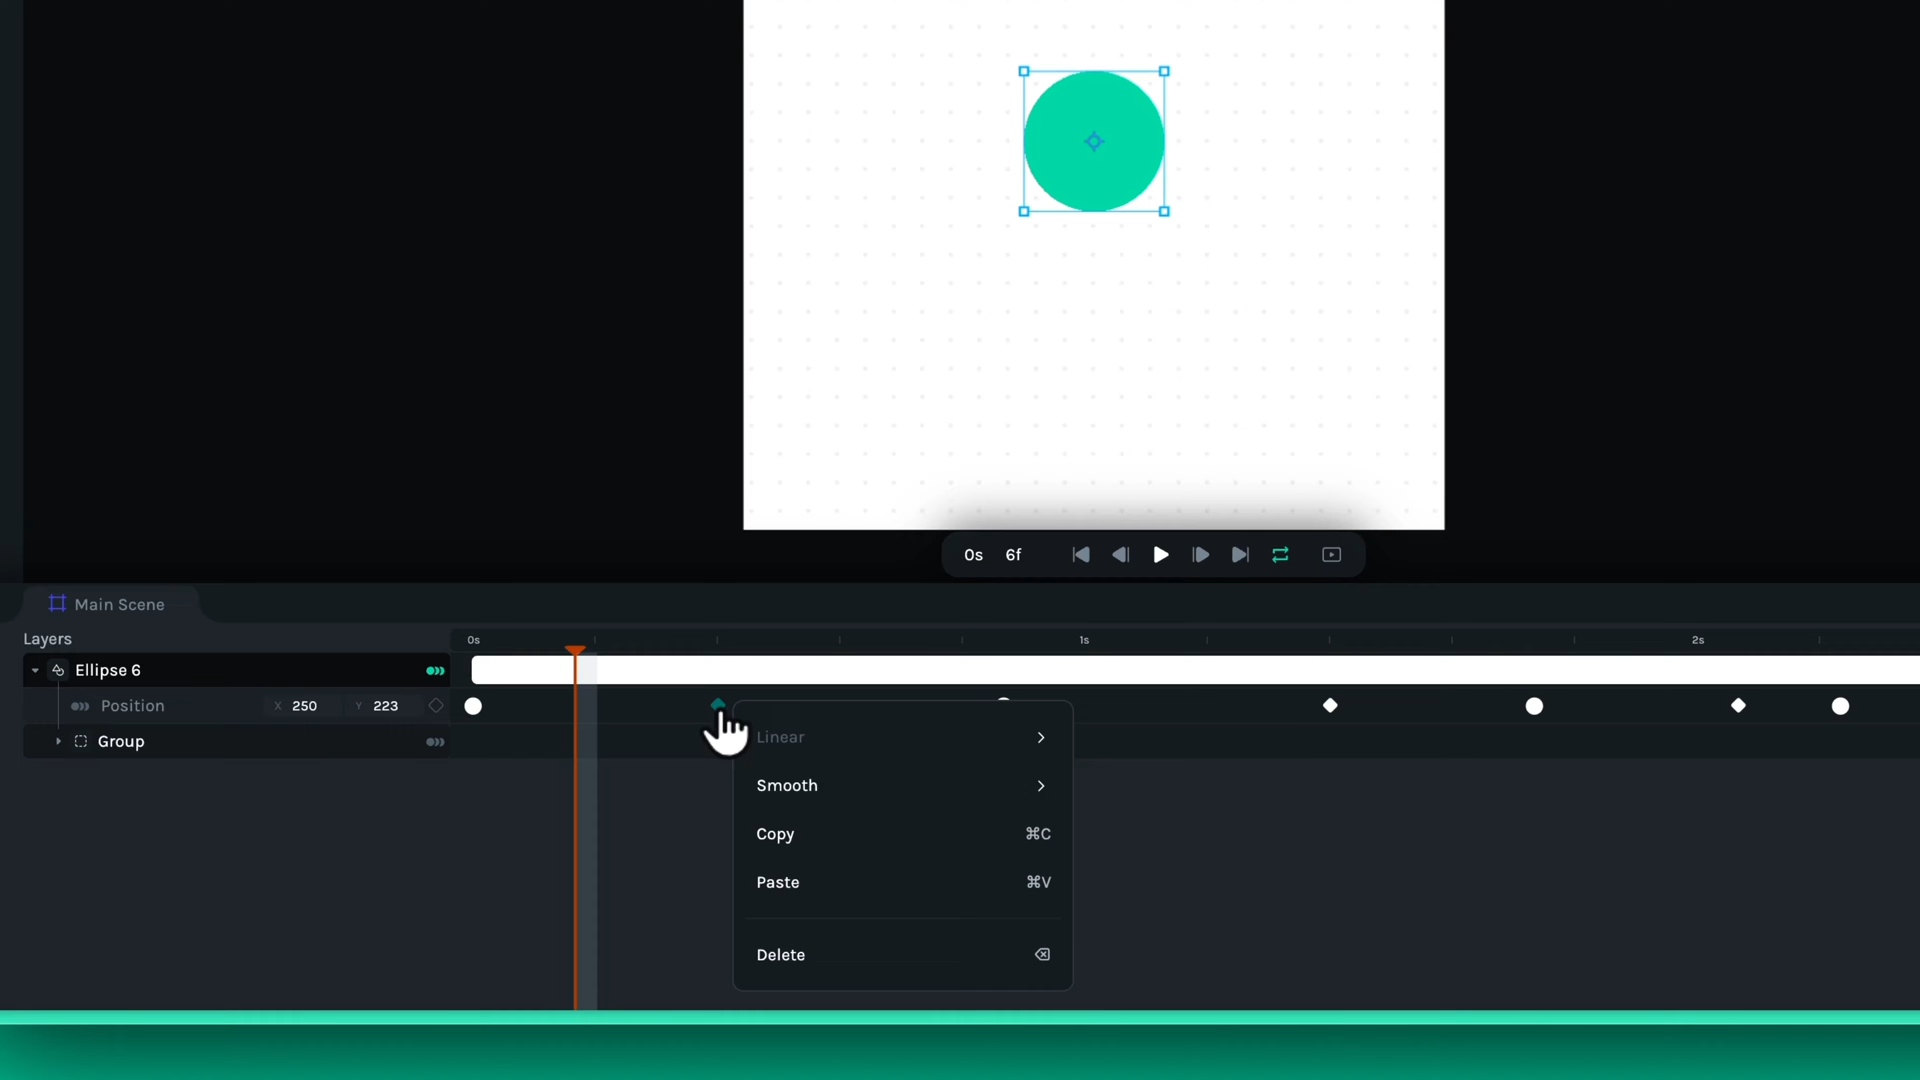 0s 6f
Main Scene
Layers
0s 1s 2s
Ellipse 6
Position X 250 Y 223
Group
Linear
Smooth
Copy ⌘C
Paste ⌘V
Delete